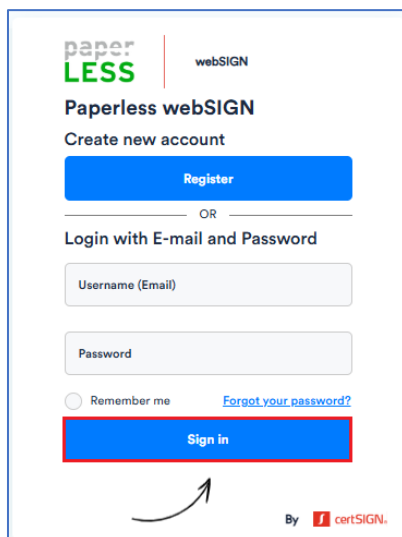 paper
LESS
webSIGN
Paperless webSIGN
Create new account
Register
OR
Login with E-mail and Password
Username (Email)
Password
Remember me Forgot your password?
Sign in
By certSIGN®